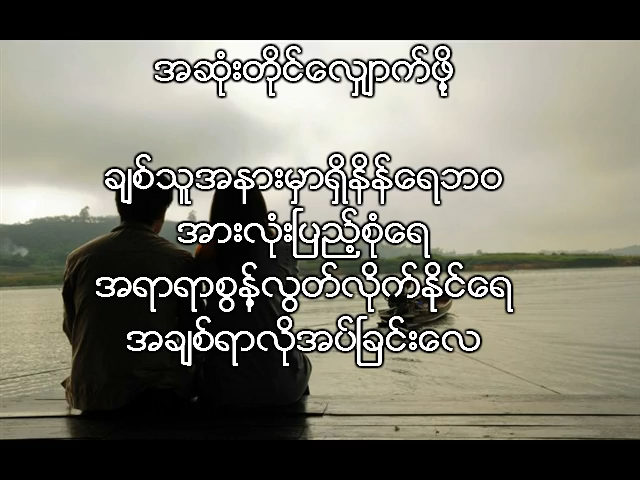 အဆုံးတိုင်လျှောက်ဖို့
ချစ်သူအနားမှာရှိနိန်ရေဘဝ
အားလုံးပြည့်စုံရေ
အရာရာစွန့်လွတ်လိုက်နိုင်ရေ
အချစ်ရာလိုအပ်ခြင်းလေ